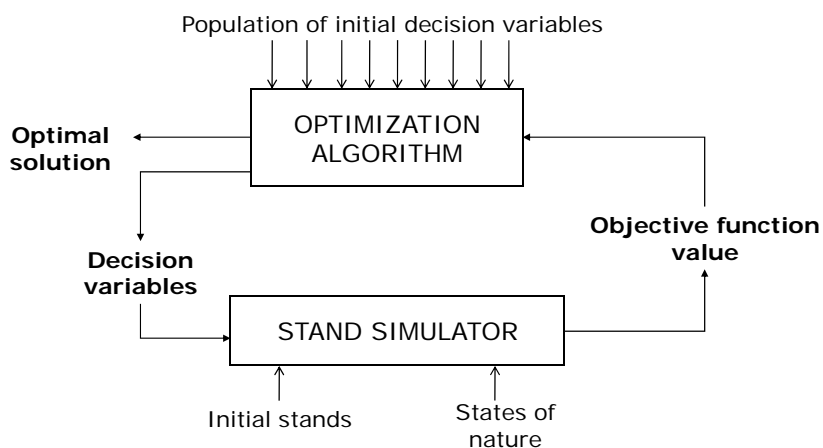 Population of initial decision variables
OPTIMIZATION
ALGORITHM
Optimal
solution
Decision
variables
Objective function
value
STAND SIMULATOR
Initial stands
States of
nature